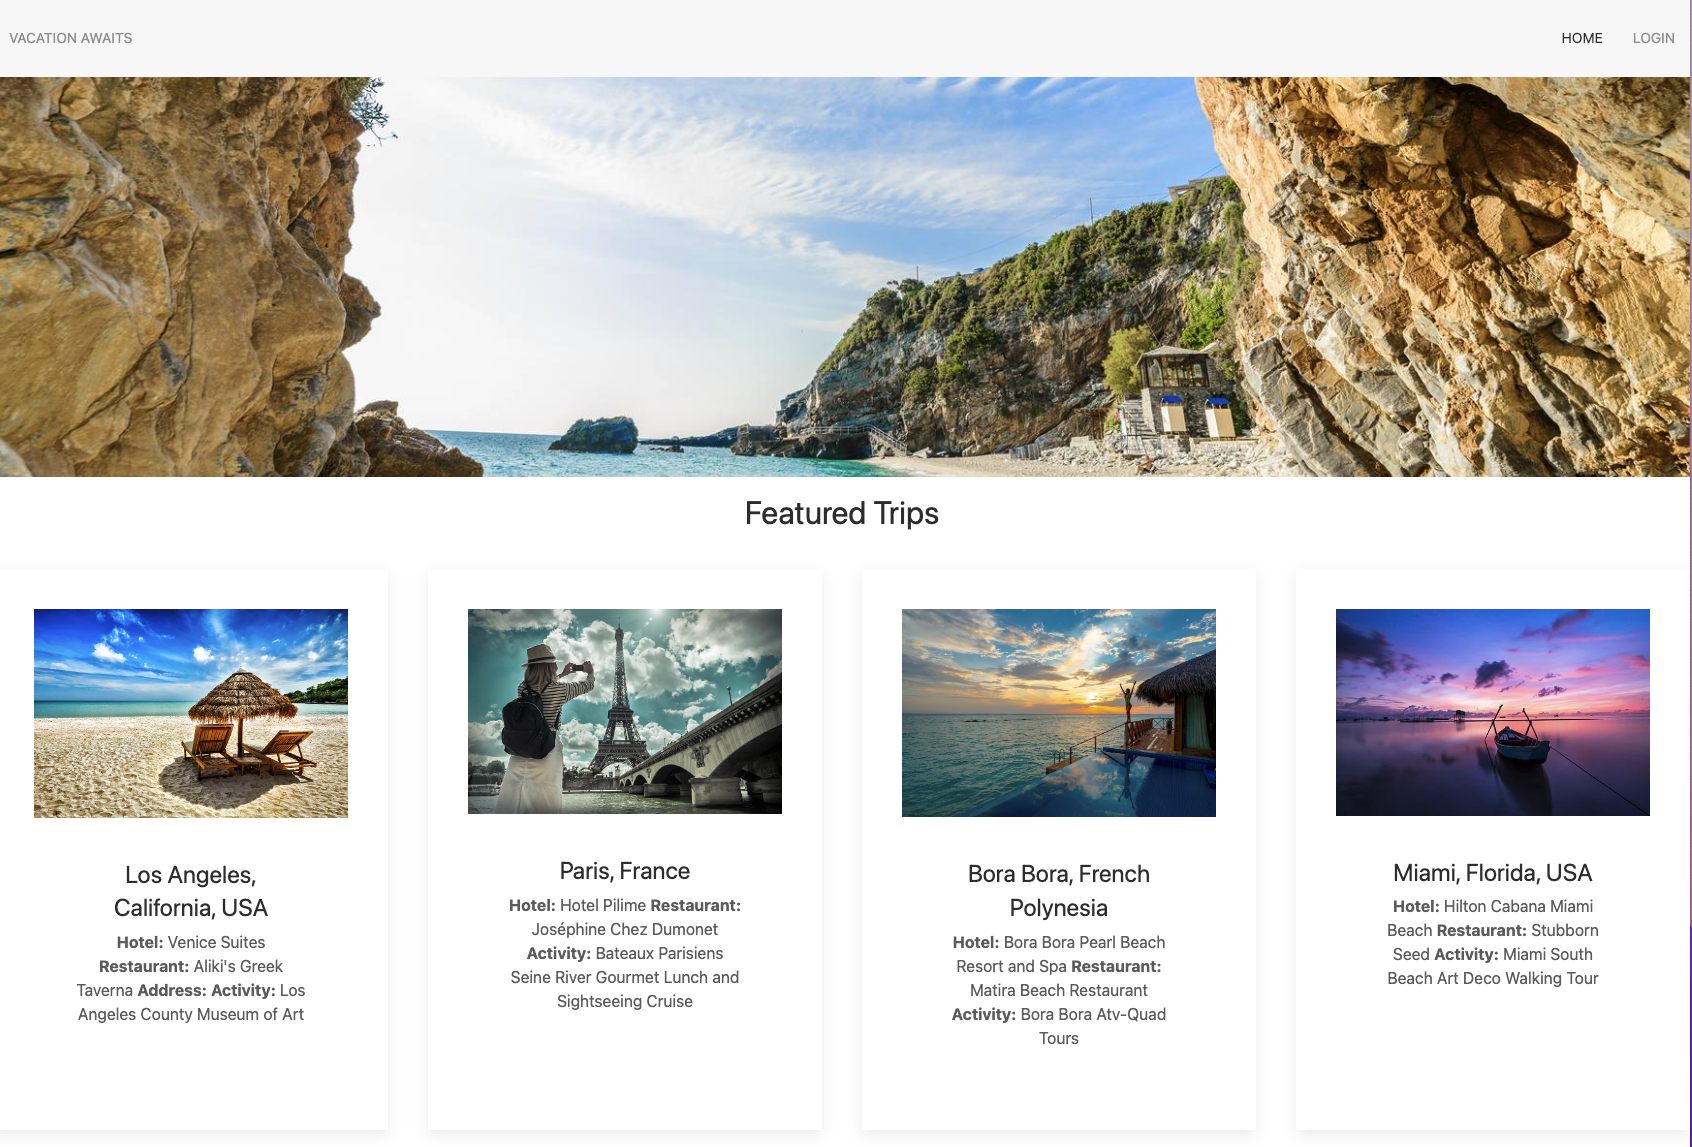 VACATION AWAITS
HOME
LOGIN
Featured Trips
Los Angeles,
California, USA
Hotel: Venice Suites
Restaurant: Aliki's Greek
Taverna Address: Activity: Los
Angeles County Museum of Art
Paris, France
Hotel: Hotel Pilime Restaurant:
Joséphine Chez Dumonet
Activity: Bateaux Parisiens
Seine River Gourmet Lunch and
Sightseeing Cruise
Bora Bora, French
Polynesia
Hotel: Bora Bora Pearl Beach
Resort and Spa Restaurant:
Matira Beach Restaurant
Activity: Bora Bora Atv-Quad
Tours
Miami, Florida, USA
Hotel: Hilton Cabana Miami
Beach Restaurant: Stubborn
Seed Activity: Miami South
Beach Art Deco Walking Tour